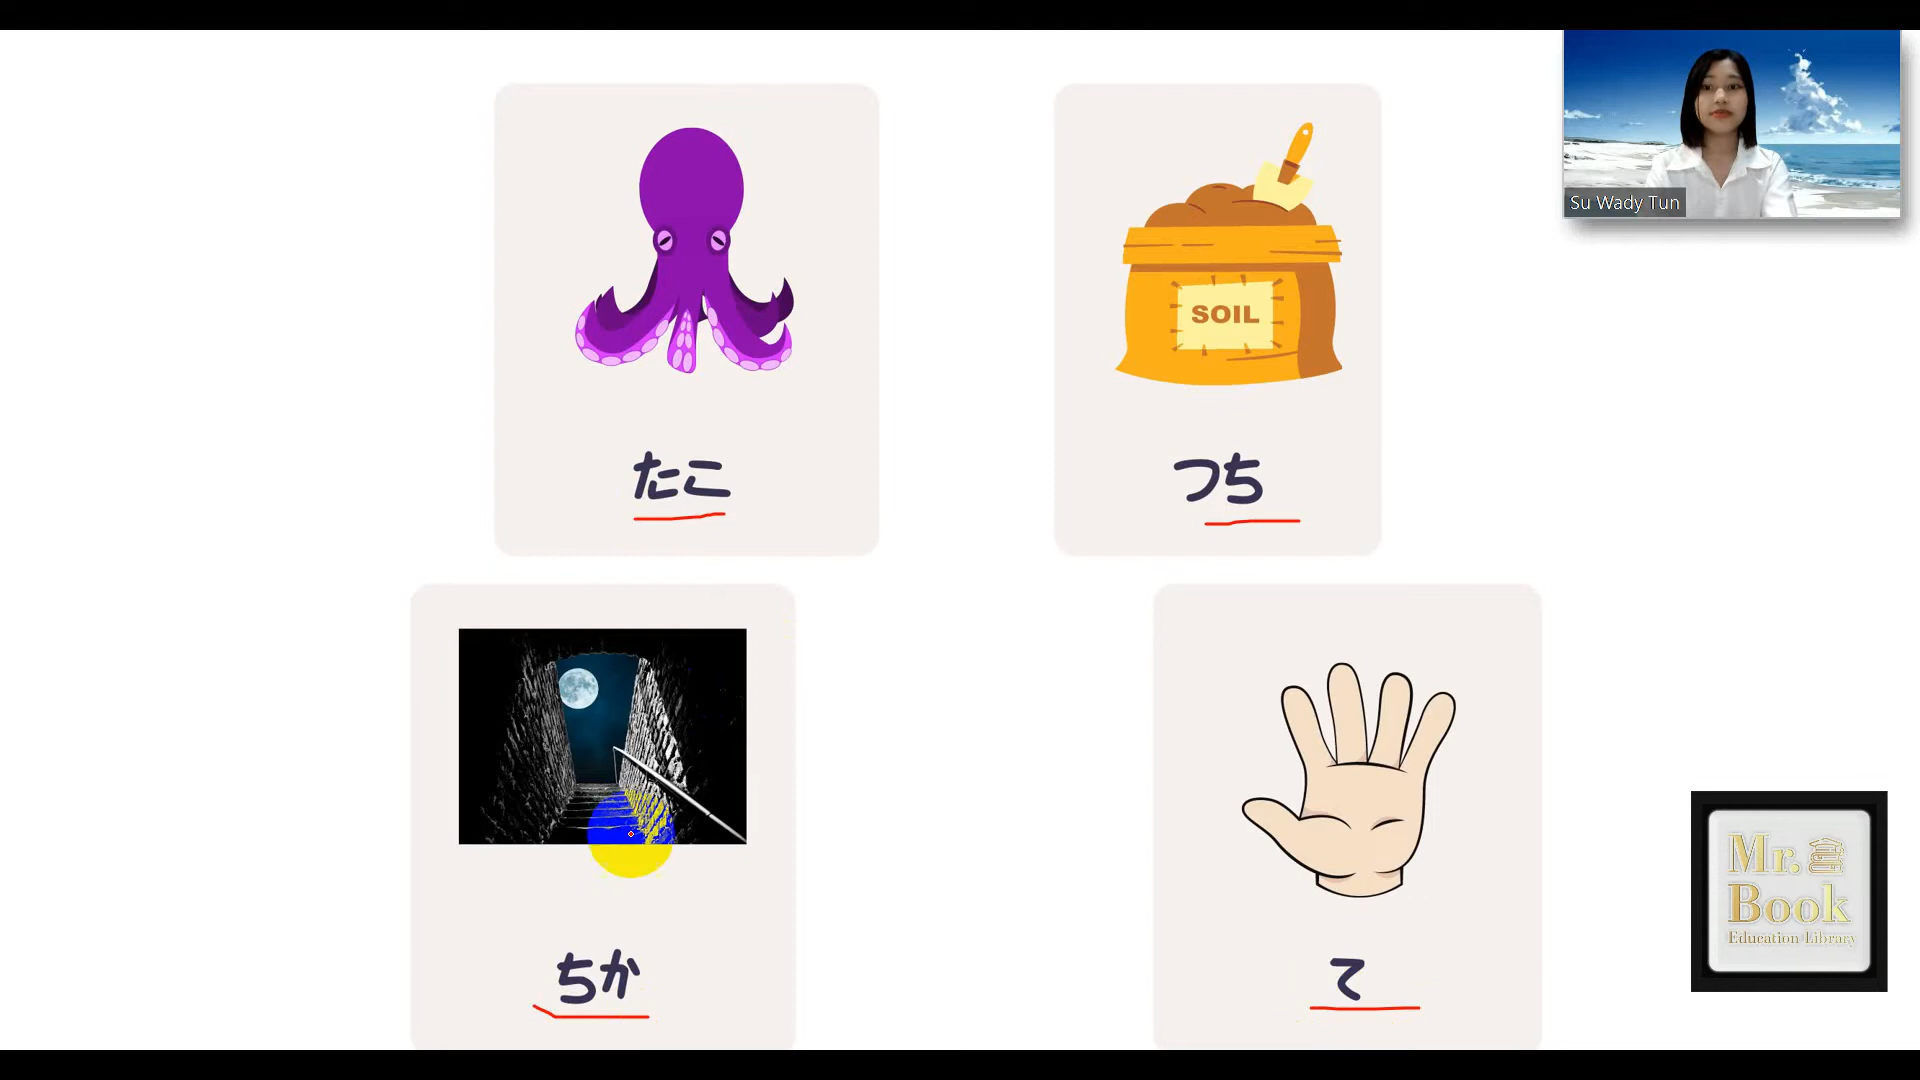 Su Wady Tun
SOIL
たこ
つち
ちか
て
Mr.
Book
Education Library